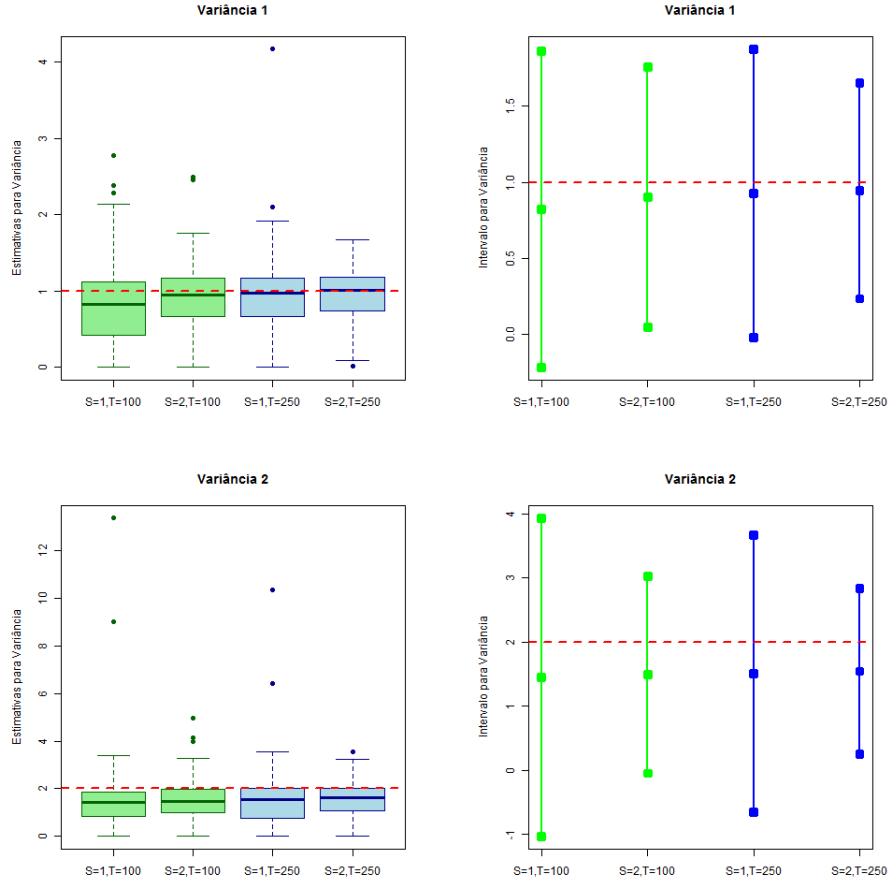 Variância 1
Estimativas para Variância
4
3
2
1
0
S=1,T=100 S=2,T=100 S=1,T=250 S=2,T=250
Variância 1
Intervalo para Variância
1.5
1.0
0.5
0.0
S=1,T=100 S=2,T=100 S=1,T=250 S=2,T=250
Variância 2
Estimativas para Variância
12
10
8
6
4
2
0
S=1,T=100 S=2,T=100 S=1,T=250 S=2,T=250
Variância 2
Intervalo para Variância
4
3
2
1
0
-1
S=1,T=100 S=2,T=100 S=1,T=250 S=2,T=250